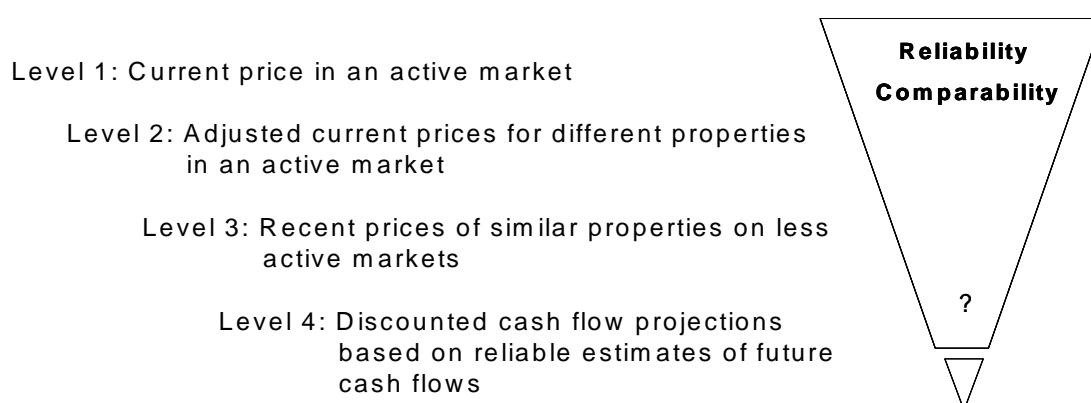 Reliability
Comparability
Level 1: Current price in an active market
Level 2: Adjusted current prices for different properties
in an active market
Level 3: Recent prices of similar properties on less
active markets
?
Level 4: Discounted cash flow projections
based on reliable estimates of future
cash flows